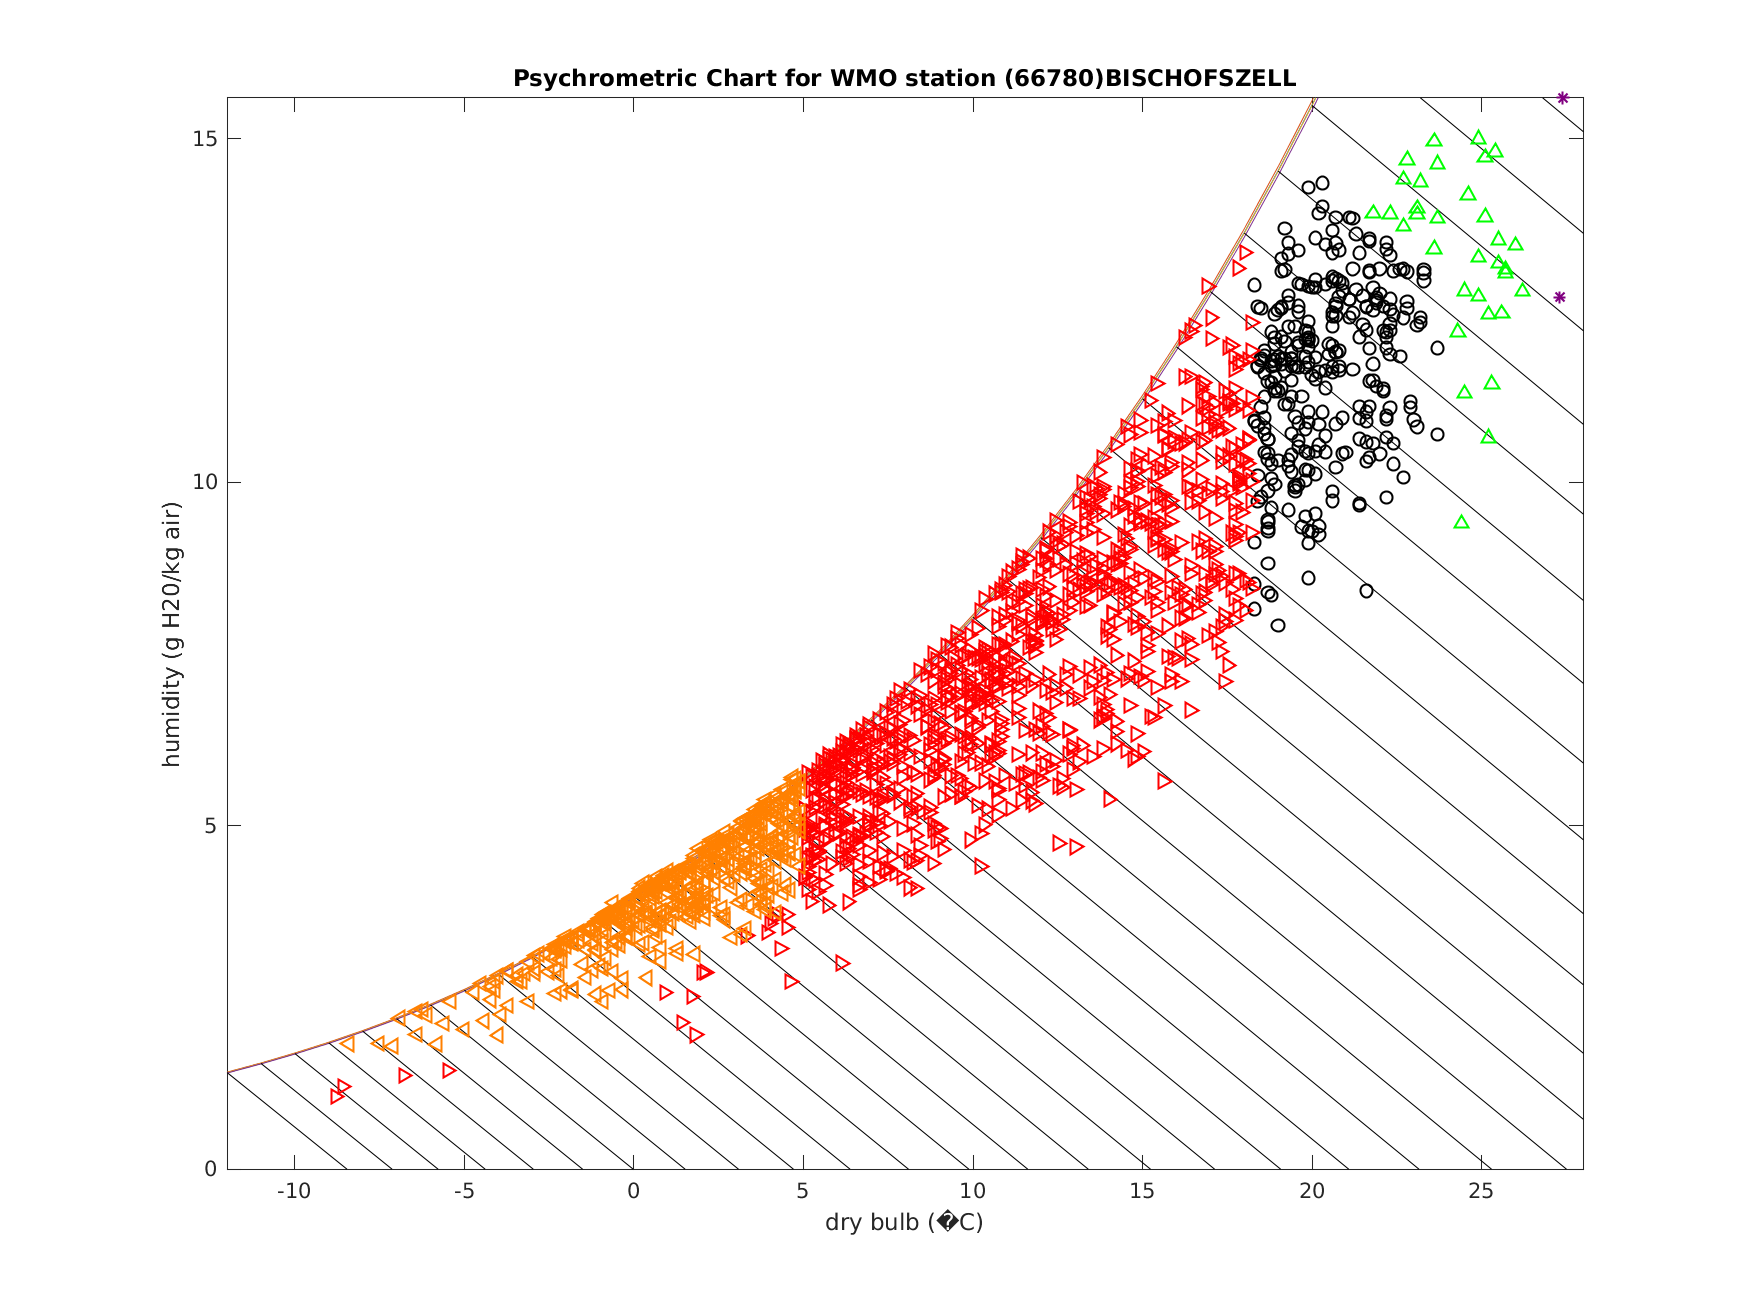 Psychrometric Chart for WMO station (66780)BISCHOFSZELL
15
10
5
0
humidity (g H20/kg air)
-10 -5 0 5 10 15 20 25
dry bulb (�C)